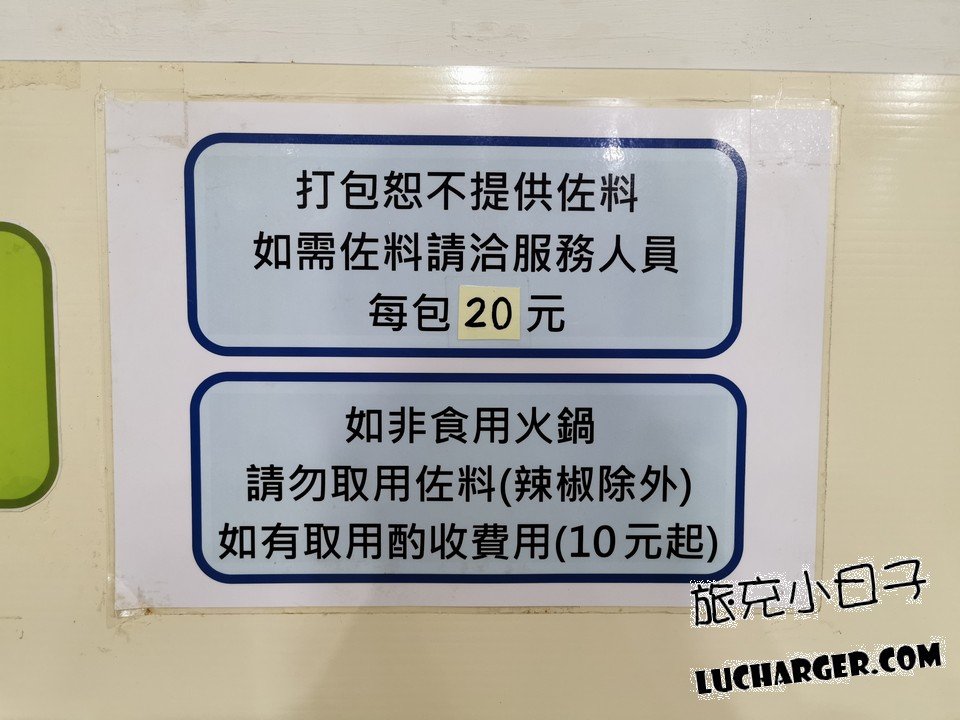 打包恕不提供佐料
如需佐料請洽服務人員
每包 20 元
如非食用火鍋
請勿取用佐料(辣椒除外)
如有取用酌收費用(10元起)
旅充小日子
LUCHARGER.COM